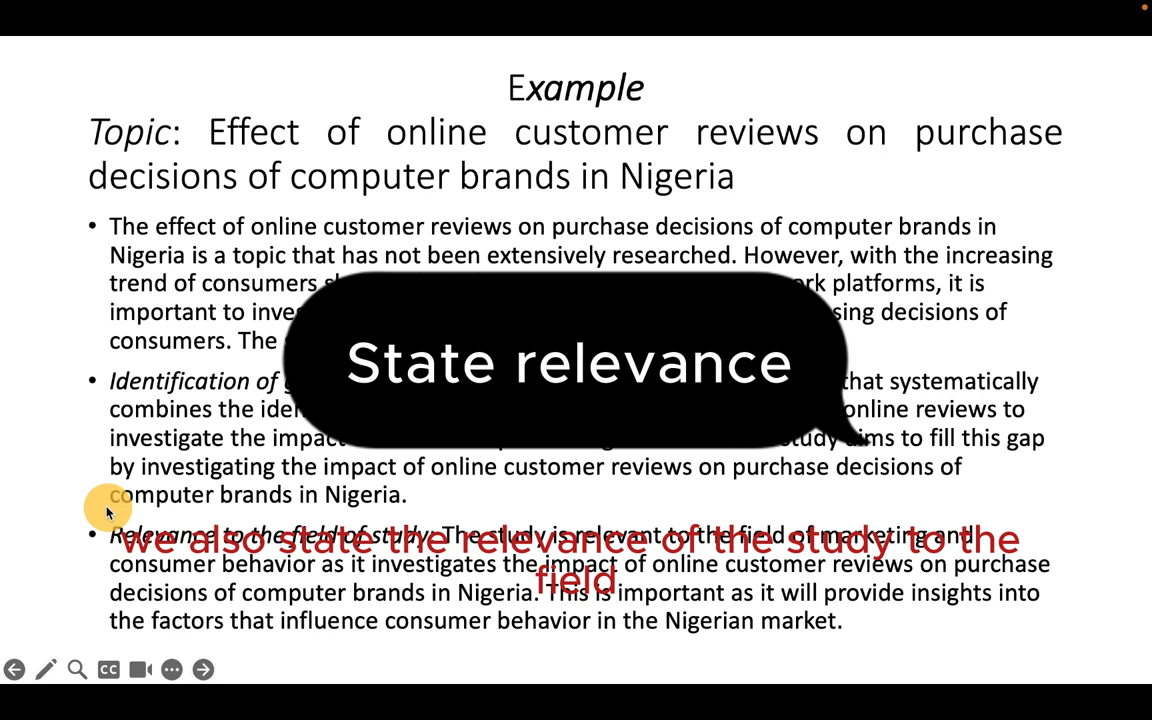 Example
Topic: Effect of online customer reviews on purchase
decisions of computer brands in Nigeria
• The effect of online customer reviews on purchase decisions of computer brands in
Nigeria is a topic that has not been extensively researched. However, with the increasing
trend of consumers platforms, it is
important to decisions of
consumers. The
State relevance
• Identification of that systematically
combines the online reviews to
investigate the impact study aims to fill this gap
by investigating the impact of online customer reviews on purchase decisions of
computer brands in Nigeria.
• Relevance to the field of study: The study is relevant to the field of marketing and
we also state the relevance of the study to the
field
consumer behavior as it investigates the impact of online customer reviews on purchase
decisions of computer brands in Nigeria. This is important as it will provide insights into
the factors that influence consumer behavior in the Nigerian market.
CC